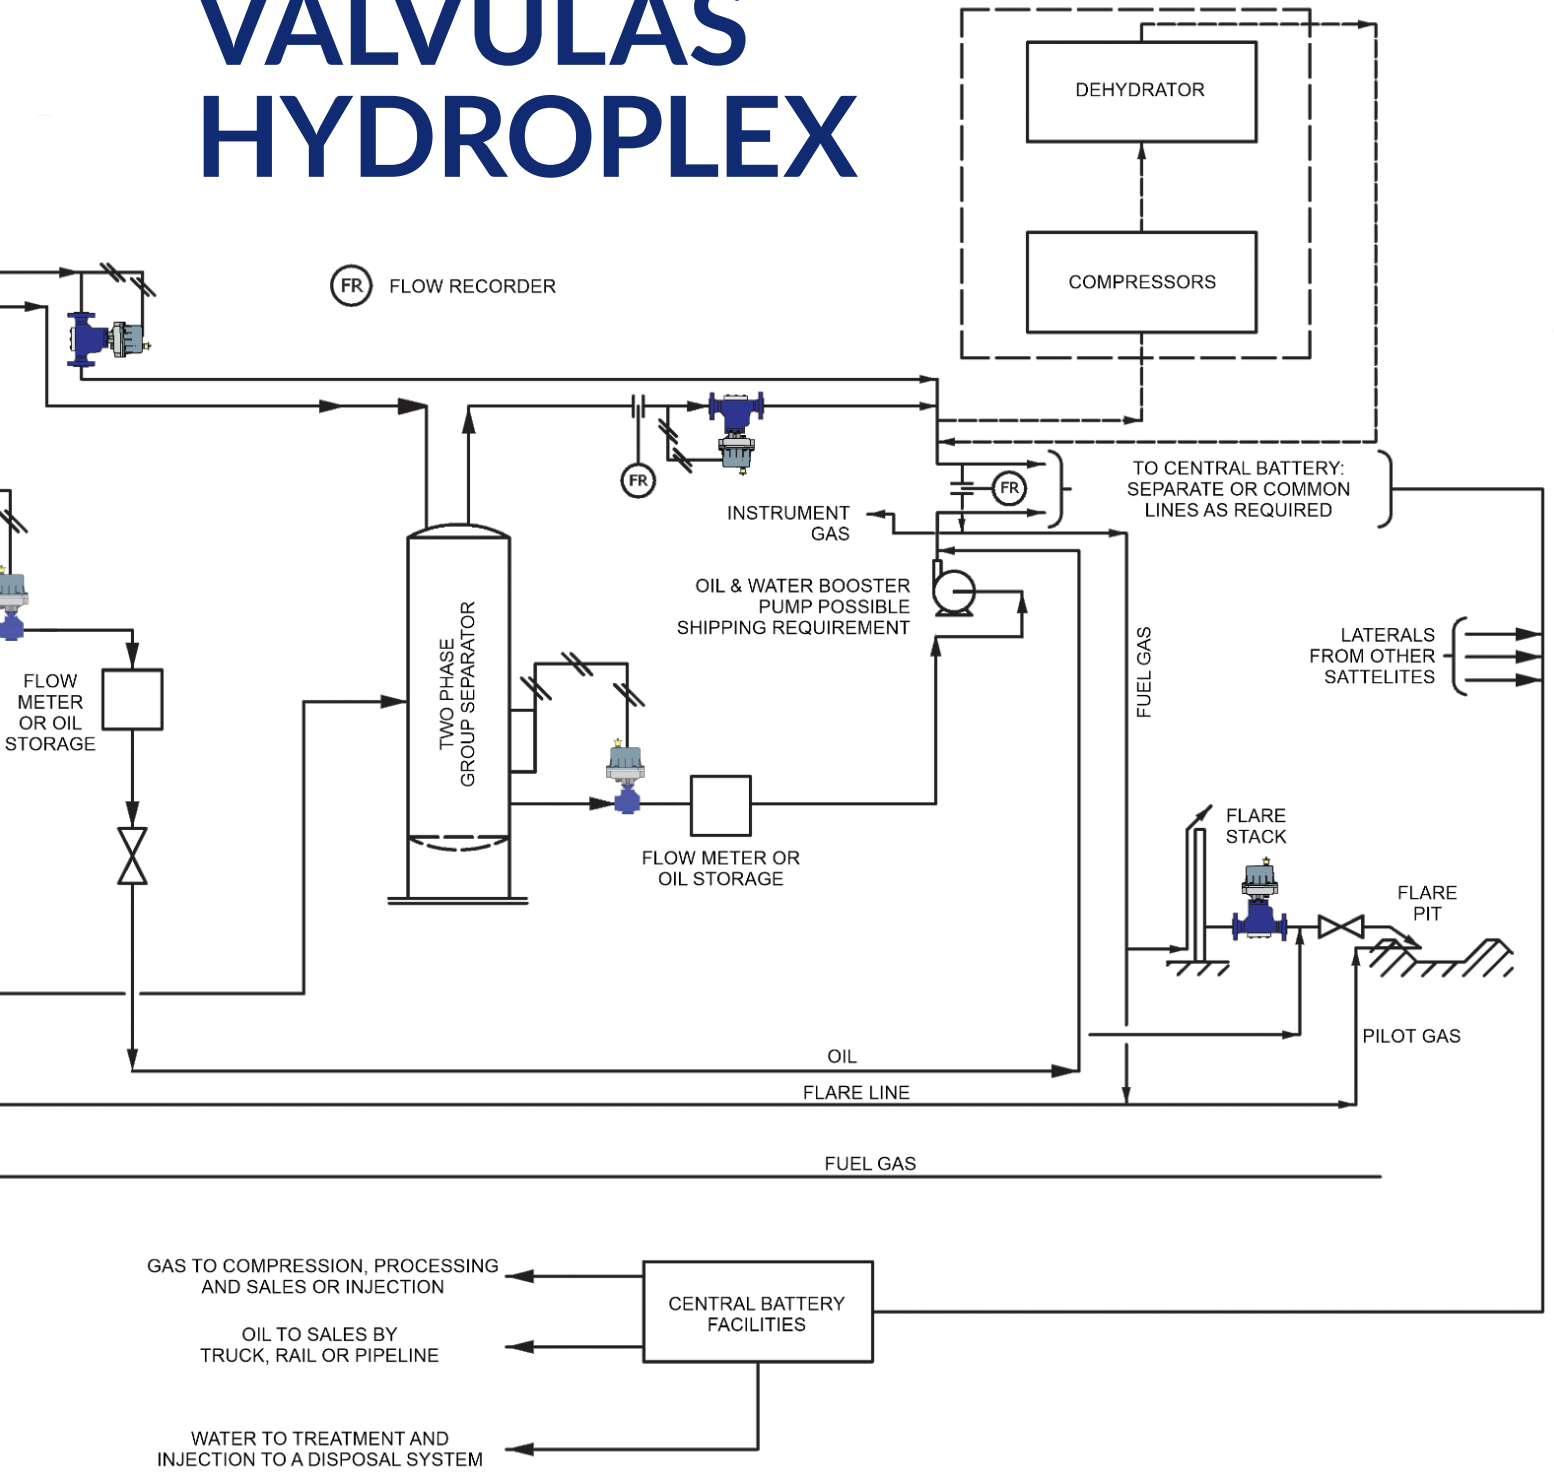 VALVULAS
HYDROPLEX
DEHYDRATOR
COMPRESSORS
FR
FLOW RECORDER
FR
FR
TO CENTRAL BATTERY:
SEPARATE OR COMMON
LINES AS REQUIRED
INSTRUMENT
GAS
OIL & WATER BOOSTER
PUMP POSSIBLE
SHIPPING REQUIREMENT
TWO PHASE
GROUP SEPARATOR
FUEL GAS
LATERALS
FROM OTHER
SATTELITES
FLOW
METER
OR OIL
STORAGE
FLOW METER OR
OIL STORAGE
FLARE
STACK
FLARE
PIT
PILOT GAS
OIL
FLARE LINE
FUEL GAS
GAS TO COMPRESSION, PROCESSING
AND SALES OR INJECTION
OIL TO SALES BY
TRUCK, RAIL OR PIPELINE
CENTRAL BATTERY
FACILITIES
WATER TO TREATMENT AND
INJECTION TO A DISPOSAL SYSTEM